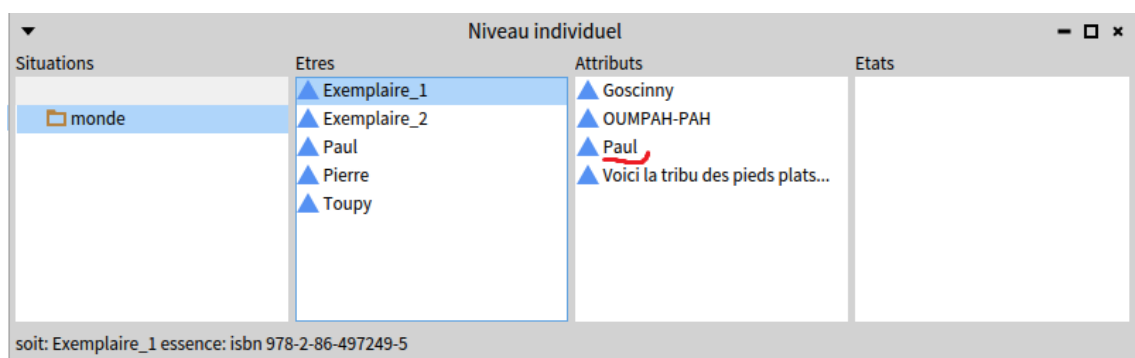 Niveau individuel
Situations
Etres
Attributs
Etats
monde
Exemplaire_1
Exemplaire_2
Paul
Pierre
Toupy
Goscinny
OUMPAH-PAH
Paul
Voici la tribu des pieds plats...
soit: Exemplaire_1 essence: isbn 978-2-86-497249-5